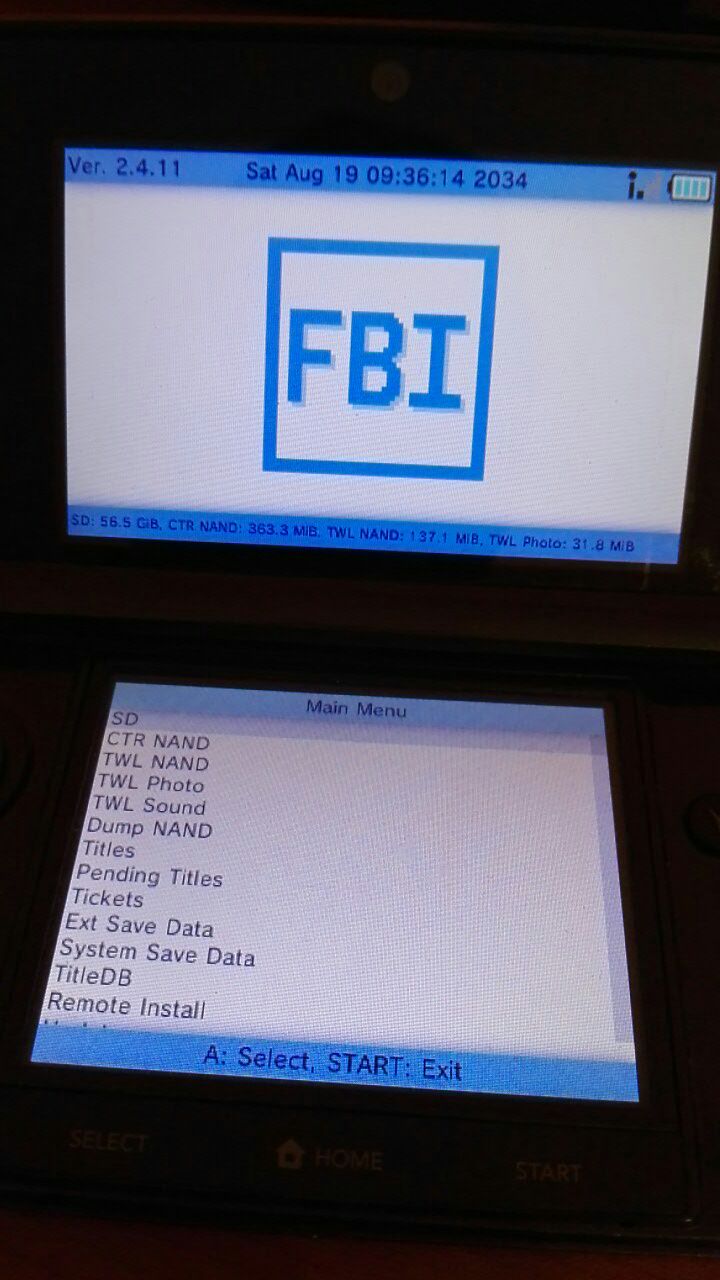 Ver. 2.4.11 Sat Aug 19 09:36:14 2034
FBI
SD: 56.5 GiB, CTR NAND: 363.3 MiB, TWL NAND: 137.1 MiB, TWL Photo: 31.8 MiB
Main Menu
SD
CTR NAND
TWL NAND
TWL Photo
TWL Sound
Dump NAND
Titles
Pending Titles
Tickets
Ext Save Data
System Save Data
TitleDB
Remote Install
A: Select, START: Exit
SELECT HOME START